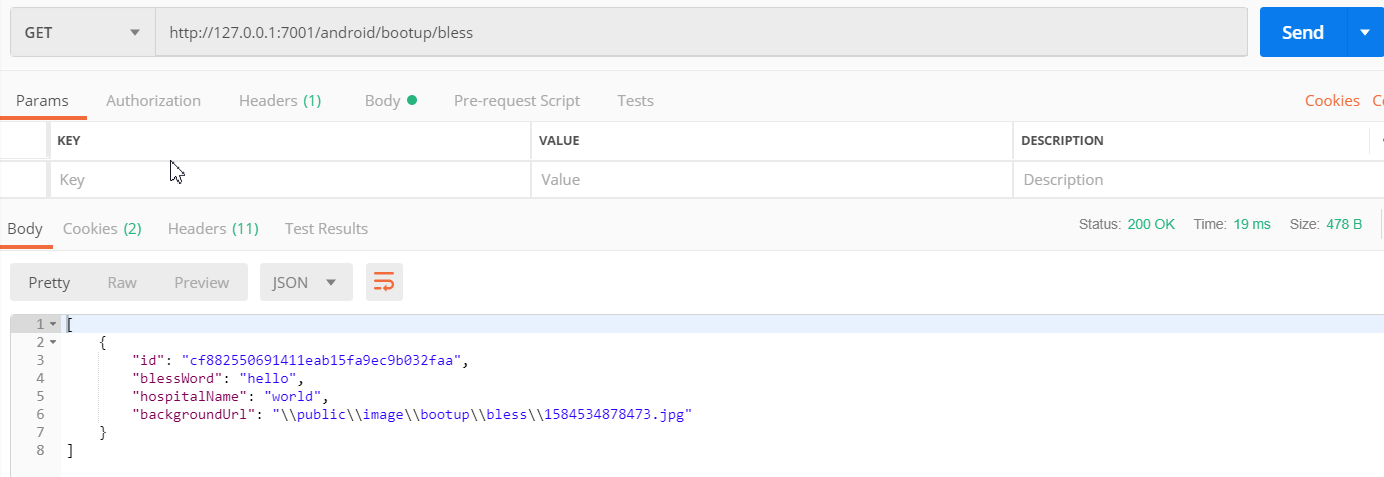 GET http://127.0.0.1:7001/android/bootup/bless Send
Params Authorization Headers (1) Body Pre-request Script Tests Cookies
KEY VALUE DESCRIPTION
Key Value Description
Body Cookies (2) Headers (11) Test Results Status: 200 OK Time: 19 ms Size: 478 B
Pretty Raw Preview JSON
1 [
2 {
3 "id": "cf882550691411eab15fa9ec9b032faa",
4 "blessWord": "hello",
5 "hospitalName": "world",
6 "backgroundUrl": "\\public\\image\\bootup\\bless\\1584534878473.jpg"
7 }
8 ]